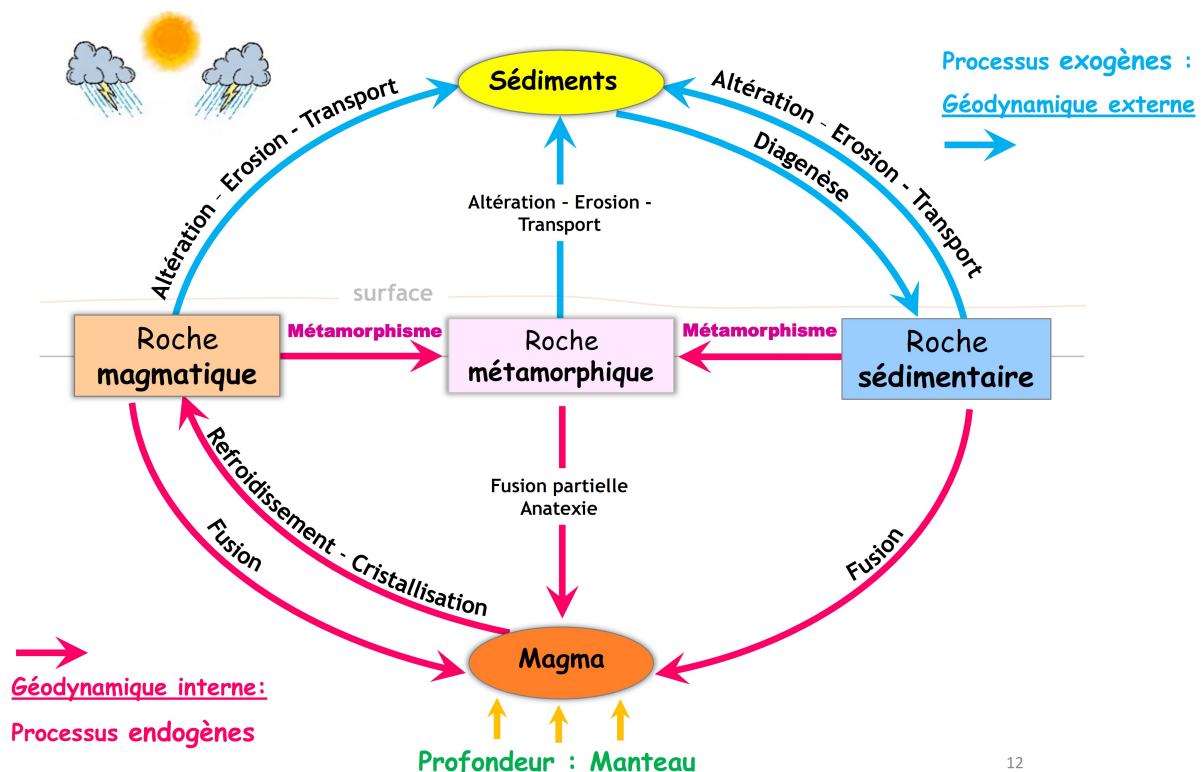 Sédiments
Processus exogènes :
Géodynamique externe
Altération - Erosion - Transport
Altération - Erosion - Transport
Diagenèse
Altération - Erosion -
Transport
surface
Roche
magmatique
Métamorphisme
Roche
métamorphique
Métamorphisme
Roche
sédimentaire
Refroidissement - Cristallisation
Fusion
Fusion partielle
Anatexie
Fusion
Magma
Géodynamique interne:
Processus endogènes
Profondeur : Manteau
12